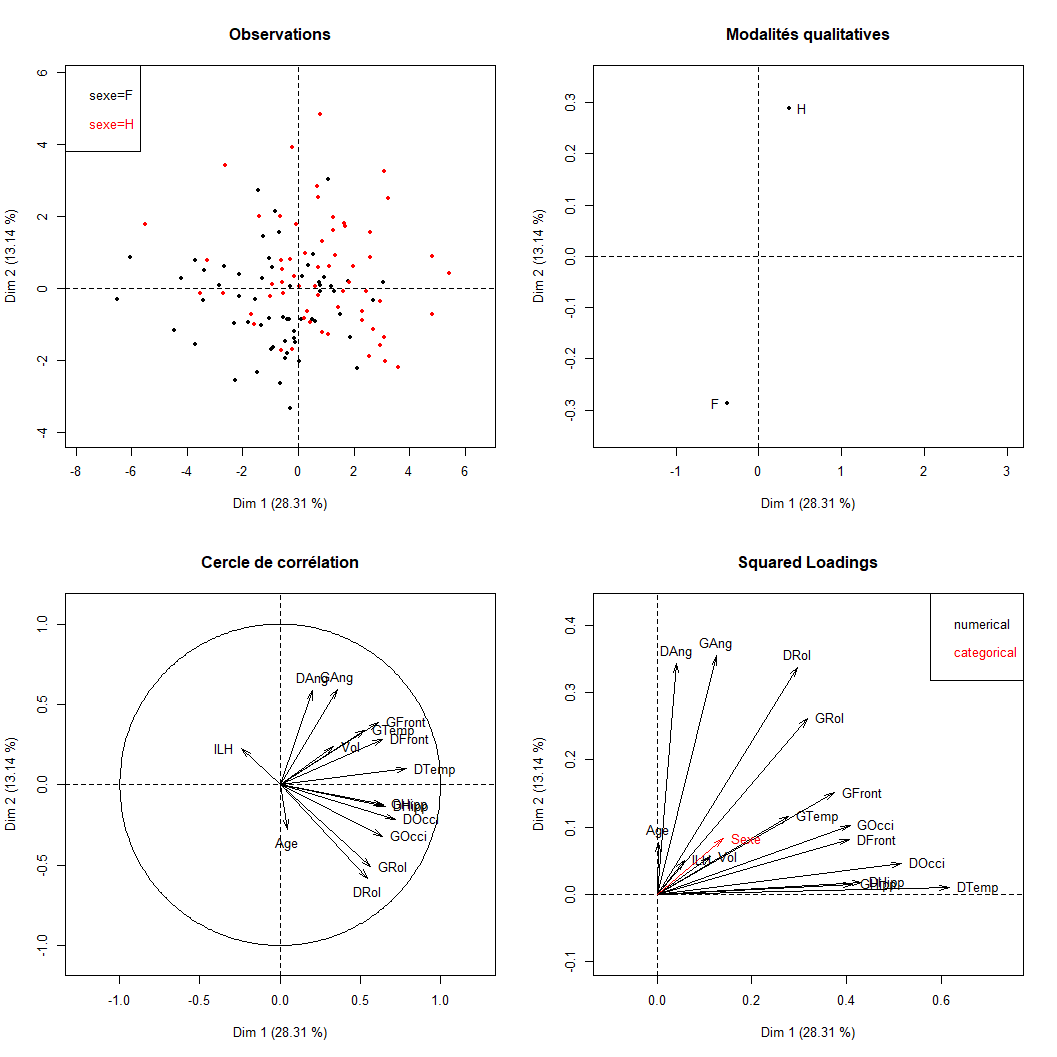 Observations
6
4
2
0
-2
-4
sexe=F
sexe=H
-8
-6
-4
-2
0
2
4
6
Dim 1 (28.31 %)
Dim 2 (13.14 %)
Modalités qualitatives
0.3
0.2
0.1
0.0
-0.1
-0.2
-0.3
H
F
-1
0
1
2
3
Dim 1 (28.31 %)
Dim 2 (13.14 %)
Cercle de corrélation
1.0
0.5
0.0
-0.5
-1.0
DAng
GAng
GFront
GTemp
DFront
Vol
ILH
DTemp
GHipp
DHipp
DOcci
GOcci
Age
GRol
DRol
-1.0
-0.5
0.0
0.5
1.0
Dim 1 (28.31 %)
Dim 2 (13.14 %)
Squared Loadings
0.4
0.3
0.2
0.1
0.0
-0.1
numerical
categorical
GAng
DAng
DRol
GRol
GFront
GTemp
GOcci
Age
Sexe
DFront
ILH
Vol
DOcci
DHipp
GHipp
DTemp
0.0
0.2
0.4
0.6
Dim 1 (28.31 %)
Dim 2 (13.14 %)